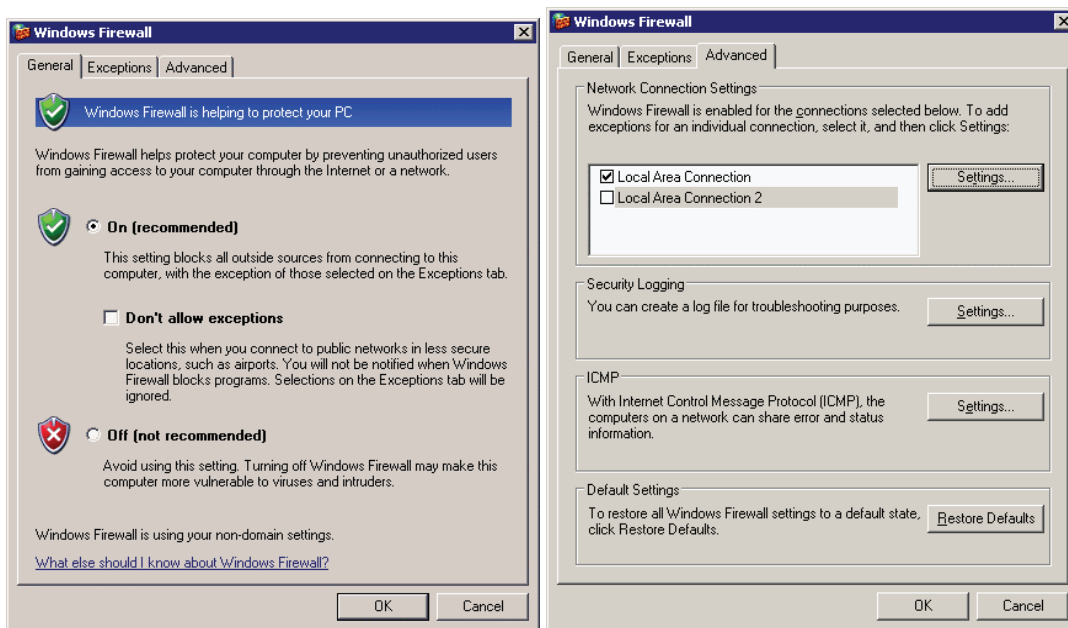 Windows Firewall
General Exceptions Advanced
Windows Firewall is helping to protect your PC
Windows Firewall helps protect your computer by preventing unauthorized users
from gaining access to your computer through the Internet or a network.
On (recommended)
This setting blocks all outside sources from connecting to this
computer, with the exception of those selected on the Exceptions tab.
Don't allow exceptions
Select this when you connect to public networks in less secure
locations, such as airports. You will not be notified when Windows
Firewall blocks programs. Selections on the Exceptions tab will be
ignored.
Off (not recommended)
Avoid using this setting. Turning off Windows Firewall may make this
computer more vulnerable to viruses and intruders.
Windows Firewall is using your non-domain settings.
What else should I know about Windows Firewall?
OK Cancel
Windows Firewall
General Exceptions Advanced
Network Connection Settings
Windows Firewall is enabled for the connections selected below. To add
exceptions for an individual connection, select it, and then click Settings:
Local Area Connection
Local Area Connection 2
Settings...
Security Logging
You can create a log file for troubleshooting purposes.
Settings...
ICMP
With Internet Control Message Protocol (ICMP), the
computers on a network can share error and status
information.
Settings...
Default Settings
To restore all Windows Firewall settings to a default state,
click Restore Defaults.
Restore Defaults
OK Cancel